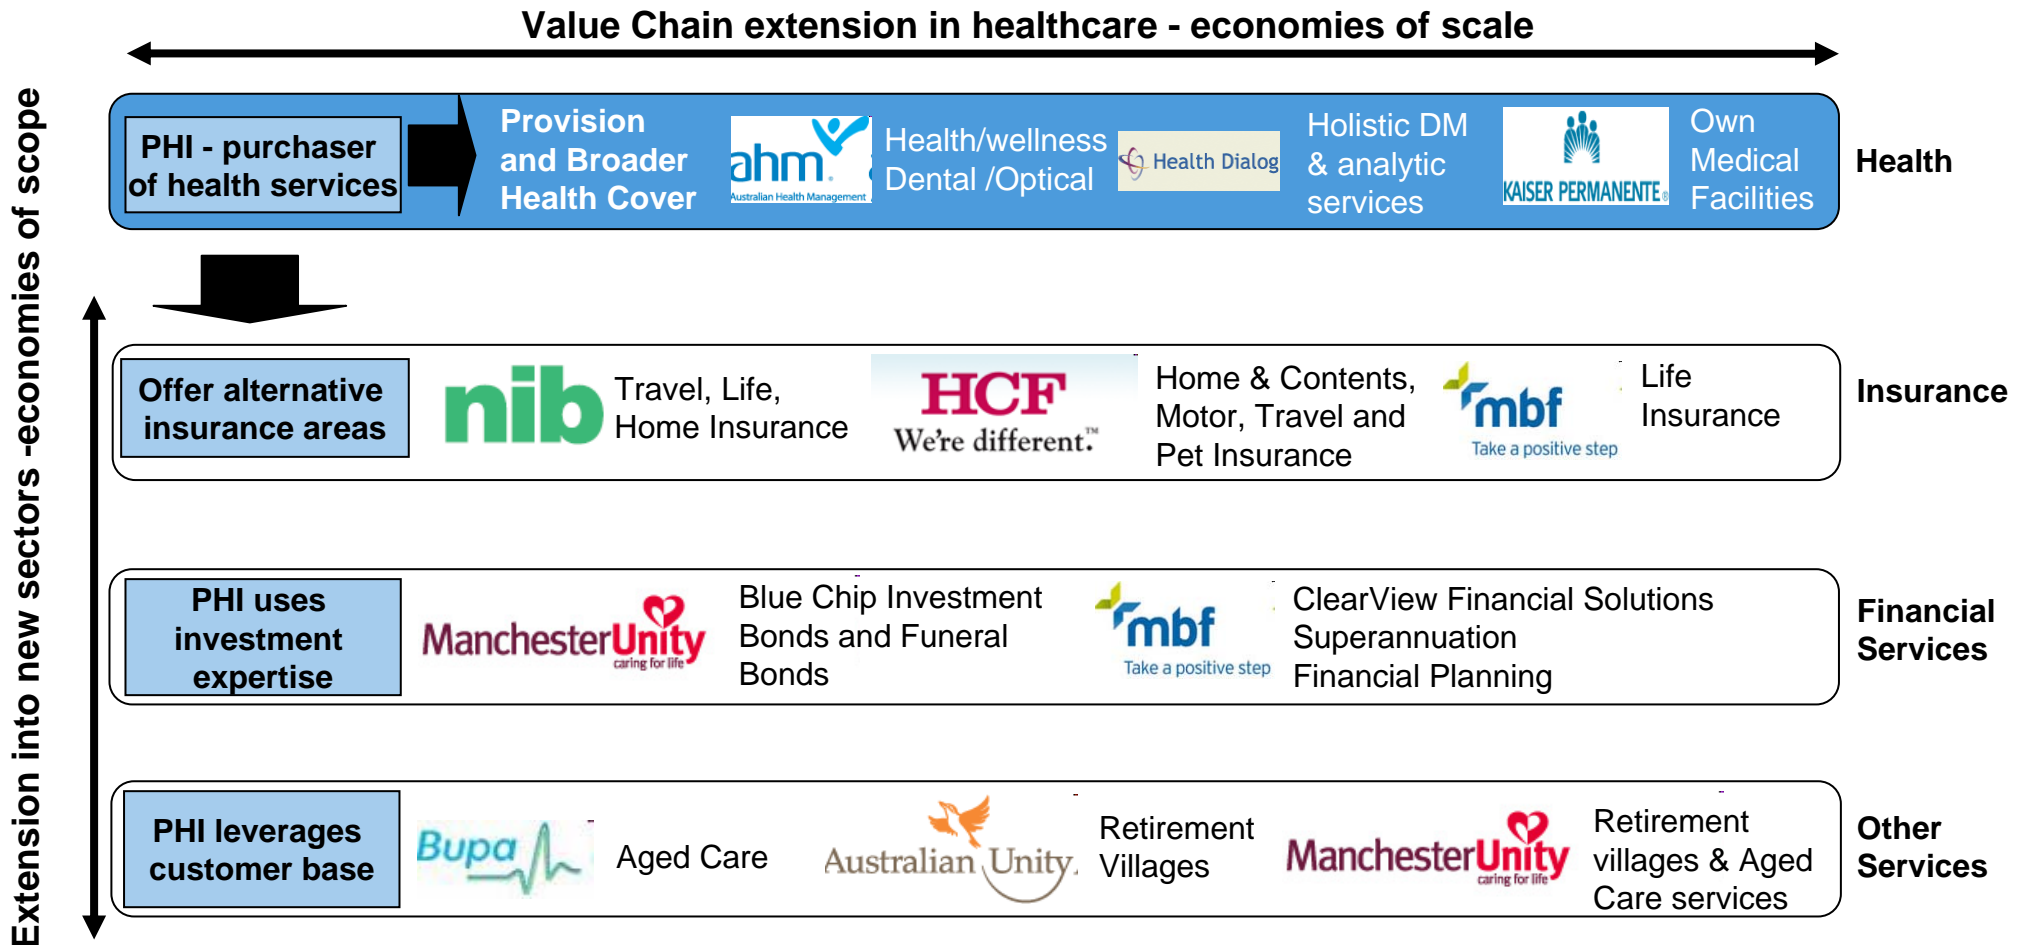 Value Chain extension in healthcare - economies of scale
Extension into new sectors -economies of scope
PHI - purchaser
of health services
Provision
and Broader
Health Cover
ahm
Australian Health Management
Health/wellness
Dental /Optical
Health Dialog
Holistic DM
& analytic
services
KAISER PERMANENTE®
Own
Medical
Facilities
Health
Offer alternative
insurance areas
nib
Travel, Life,
Home Insurance
HCF
We're different.™
Home & Contents,
Motor, Travel and
Pet Insurance
mbf
Take a positive step
Life
Insurance
Insurance
PHI uses
investment
expertise
ManchesterUnity
caring for life
Blue Chip Investment
Bonds and Funeral
Bonds
mbf
Take a positive step
ClearView Financial Solutions
Superannuation
Financial Planning
Financial
Services
PHI leverages
customer base
Bupa
Aged Care
Australian Unity
Retirement
Villages
ManchesterUnity
caring for life
Retirement
villages & Aged
Care services
Other
Services